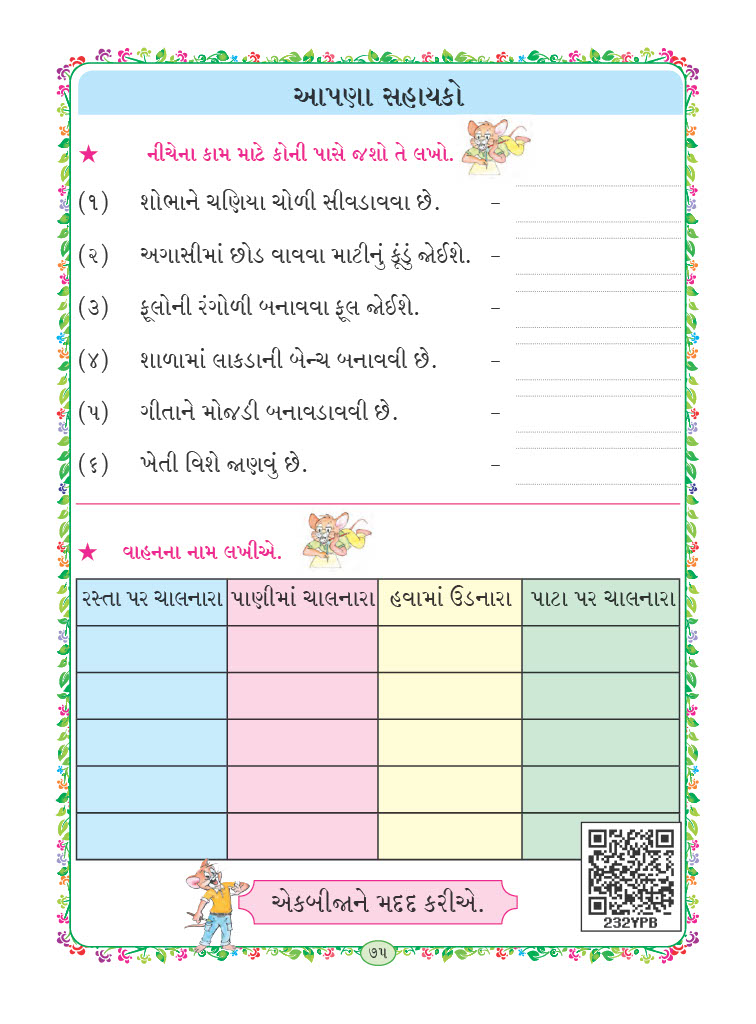 આપણા સહાયકો
★ નીચેના કામ માટે કોની પાસે જશો તે લખો.
(૧) શોભાને ચણિયા ચોળી સીવડાવવા છે. –
(૨) અગાસીમાં છોડ વાવવા માટીનું કૂંડું જોઈશે. –
(૩) ફૂલોની રંગોળી બનાવવા ફૂલ જોઈશે. –
(૪) શાળામાં લાકડાની બેન્ચ બનાવવી છે. –
(૫) ગીતાને મોજડી બનાવડાવવી છે. –
(૬) ખેતી વિશે જાણવું છે. –
★ વાહનના નામ લખીએ.
રસ્તા પર ચાલનારા પાણીમાં ચાલનારા હવામાં ઉડનારા પાટા પર ચાલનારા
એકબીજાને મદદ કરીએ.
232YPB
૭૫